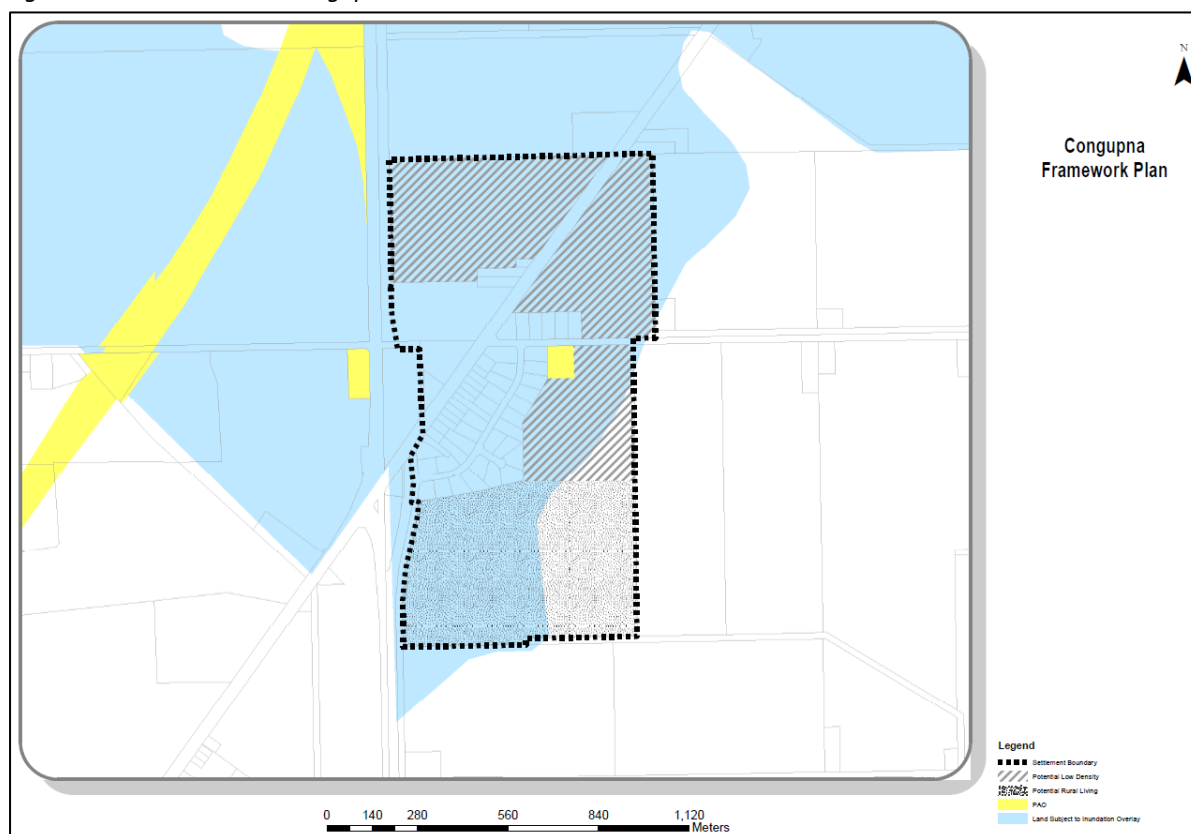 N
Congupna
Framework Plan
Legend
Settlement Boundary
Potential Low Density
Potential Rural Living
PAO
Land Subject to Inundation Overlay
0 140 280 560 840 1,120
Meters